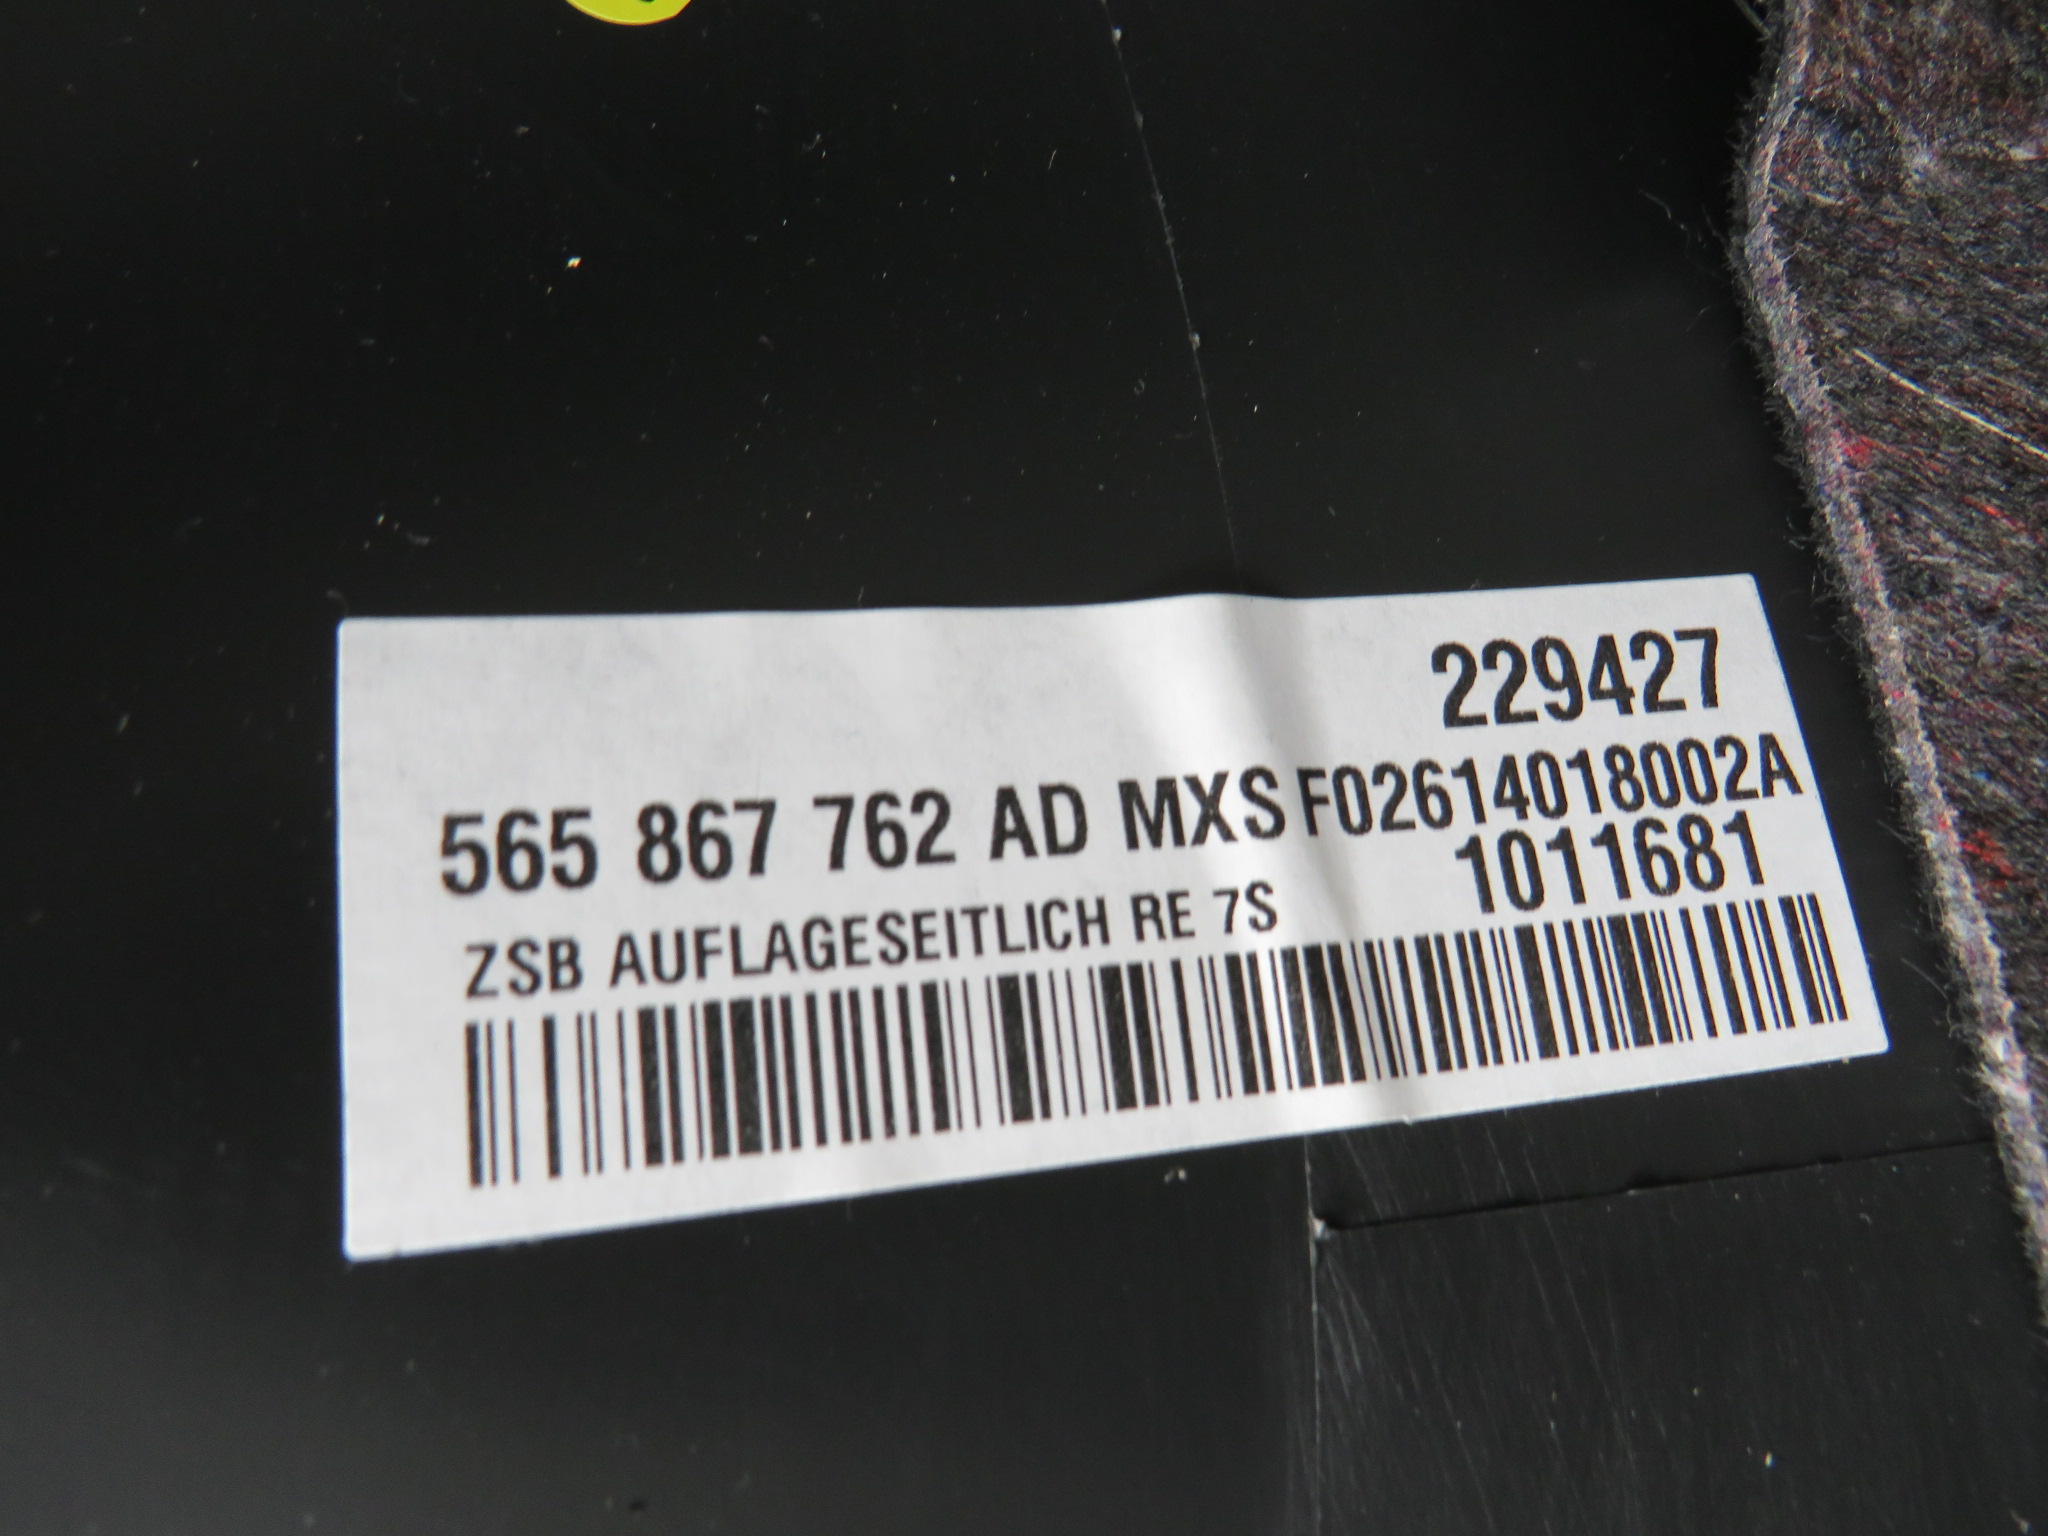 229427
565 867 762 AD MXS F02614018002A
1011681
ZSB AUFLAGESEITLICH RE 7S